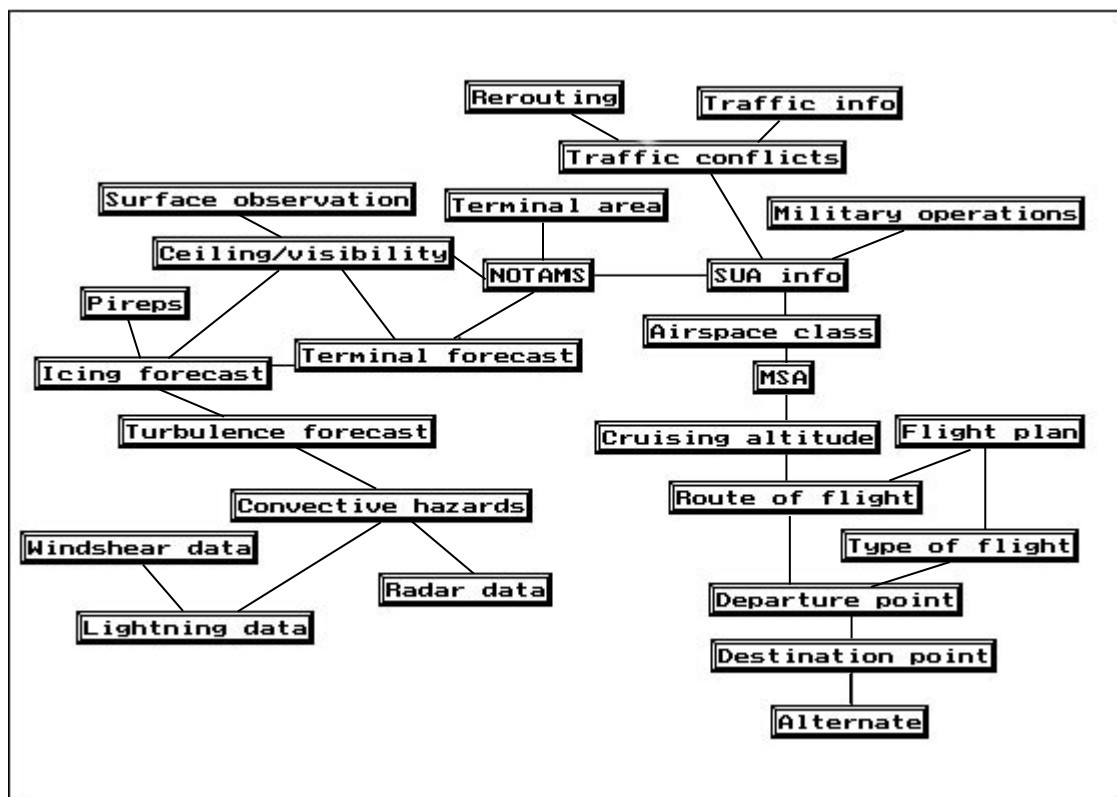 Rerouting
Traffic info
Traffic conflicts
Surface observation
Terminal area
Military operations
Ceiling/visibility
NOTAMS
SUA info
Pireps
Airspace class
Terminal forecast
Icing forecast
MSA
Turbulence forecast
Cruising altitude
Flight plan
Convective hazards
Route of flight
Windshear data
Type of flight
Radar data
Departure point
Lightning data
Destination point
Alternate